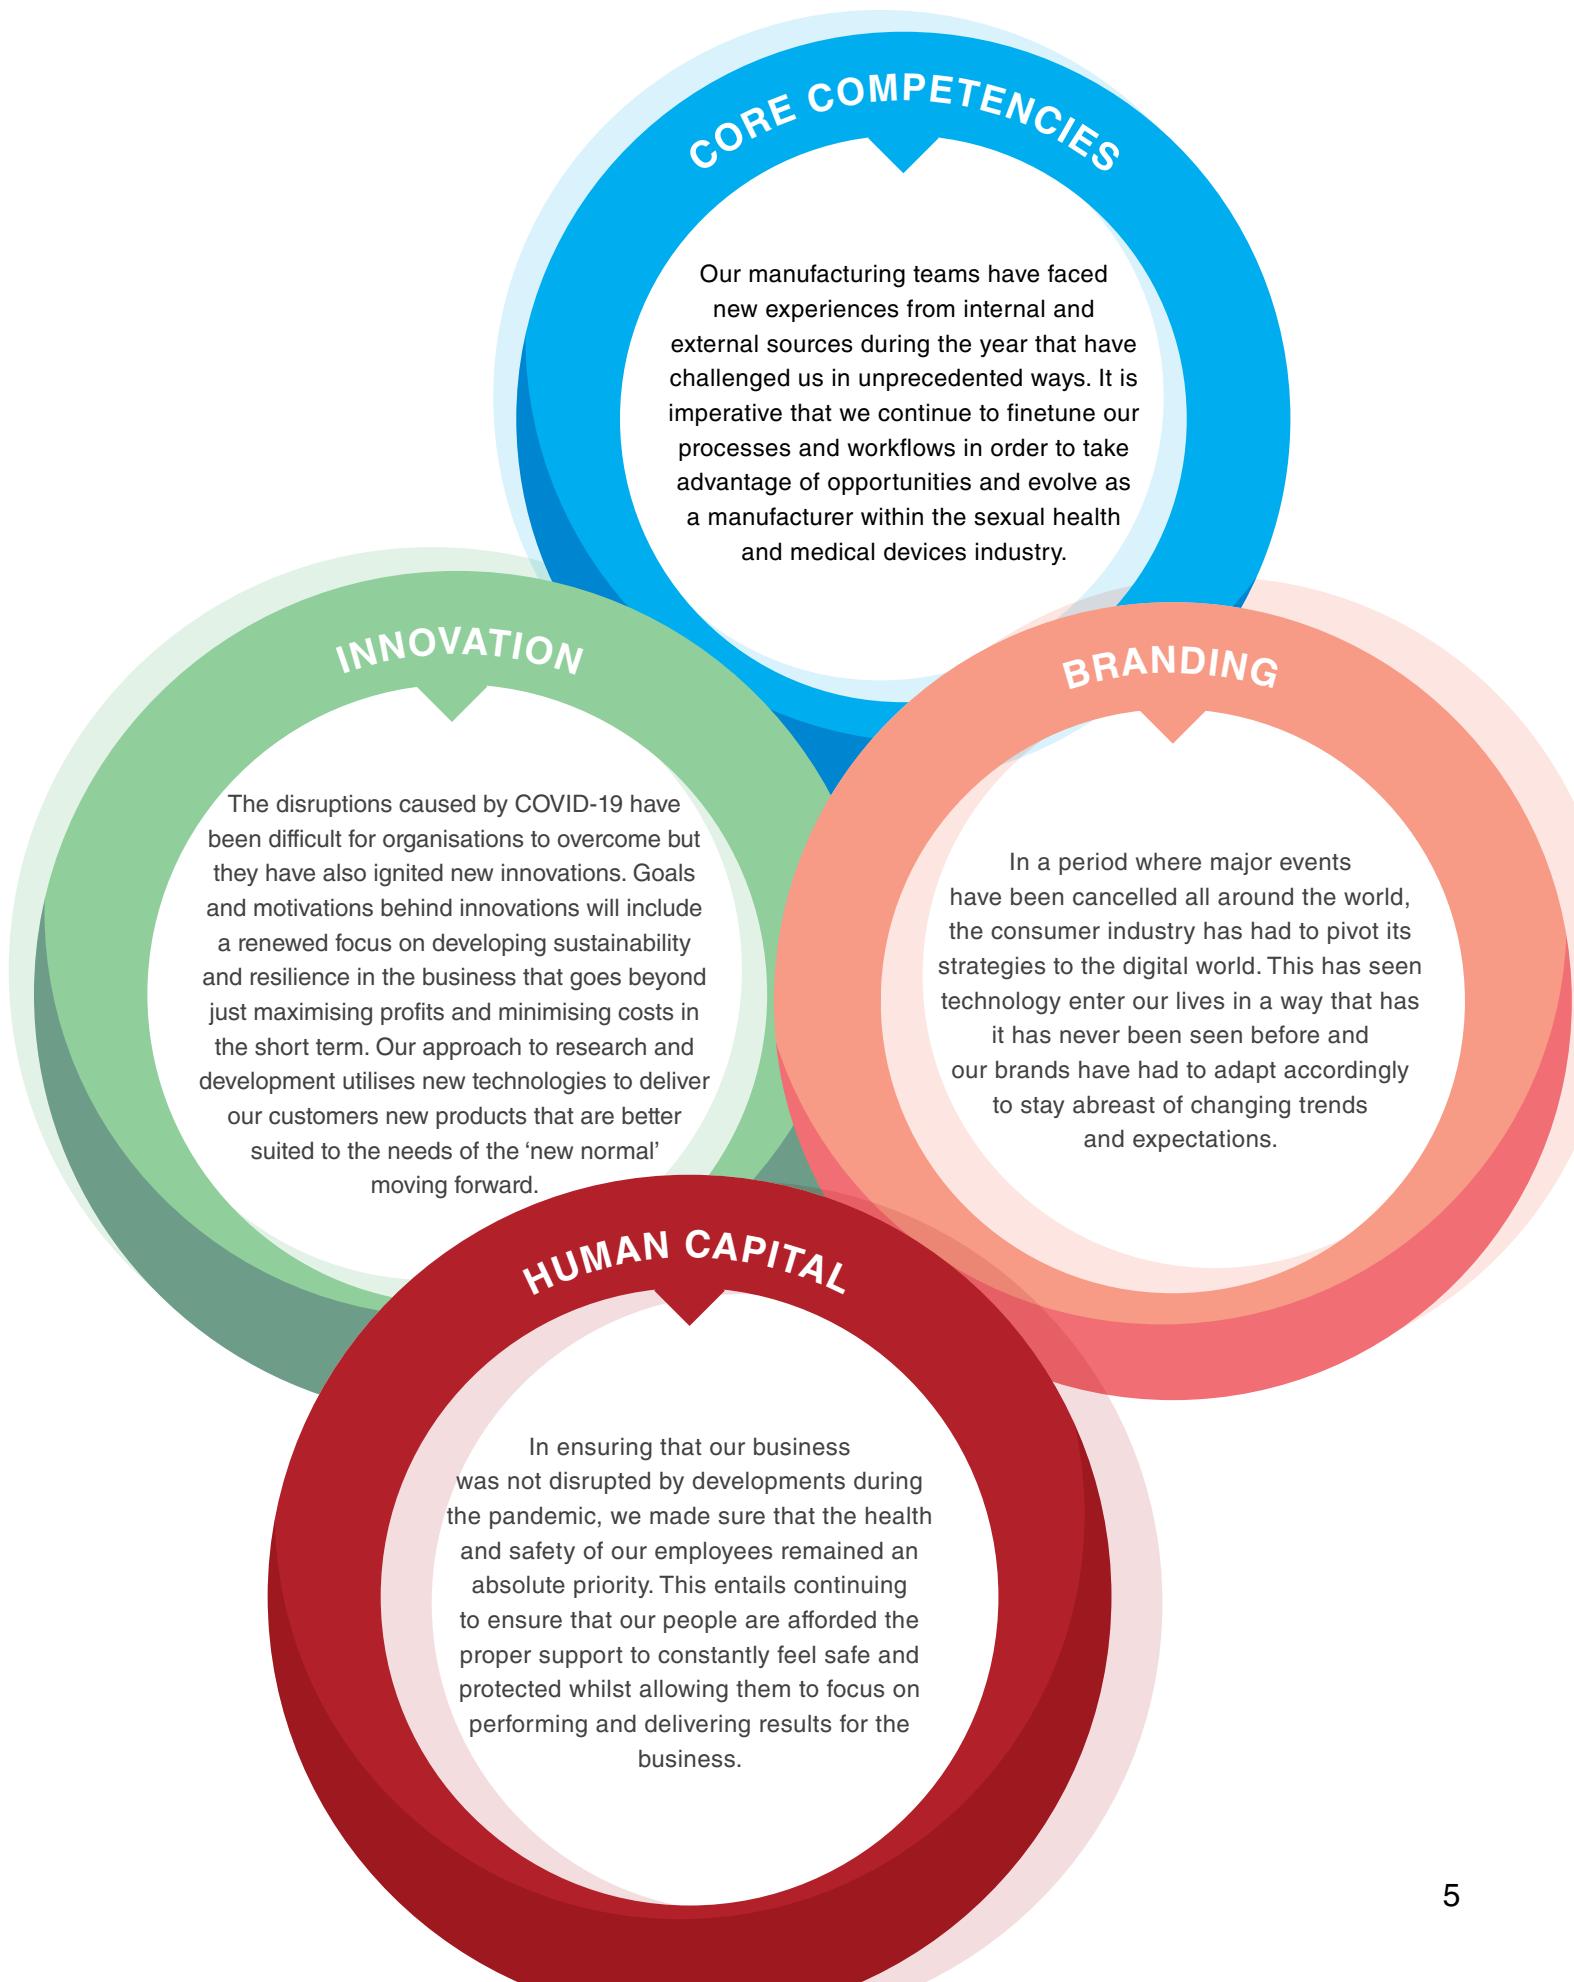 CORE COMPETENCIES
Our manufacturing teams have faced
new experiences from internal and
external sources during the year that have
challenged us in unprecedented ways. It is
imperative that we continue to finetune our
processes and workflows in order to take
advantage of opportunities and evolve as
a manufacturer within the sexual health
and medical devices industry.
INNOVATION
The disruptions caused by COVID-19 have
been difficult for organisations to overcome but
they have also ignited new innovations. Goals
and motivations behind innovations will include
a renewed focus on developing sustainability
and resilience in the business that goes beyond
just maximising profits and minimising costs in
the short term. Our approach to research and
development utilises new technologies to deliver
our customers new products that are better
suited to the needs of the ‘new normal’
moving forward.
BRANDING
In a period where major events
have been cancelled all around the world,
the consumer industry has had to pivot its
strategies to the digital world. This has seen
technology enter our lives in a way that has
it has never been seen before and
our brands have had to adapt accordingly
to stay abreast of changing trends
and expectations.
HUMAN CAPITAL
In ensuring that our business
was not disrupted by developments during
the pandemic, we made sure that the health
and safety of our employees remained an
absolute priority. This entails continuing
to ensure that our people are afforded the
proper support to constantly feel safe and
protected whilst allowing them to focus on
performing and delivering results for the
business.
5